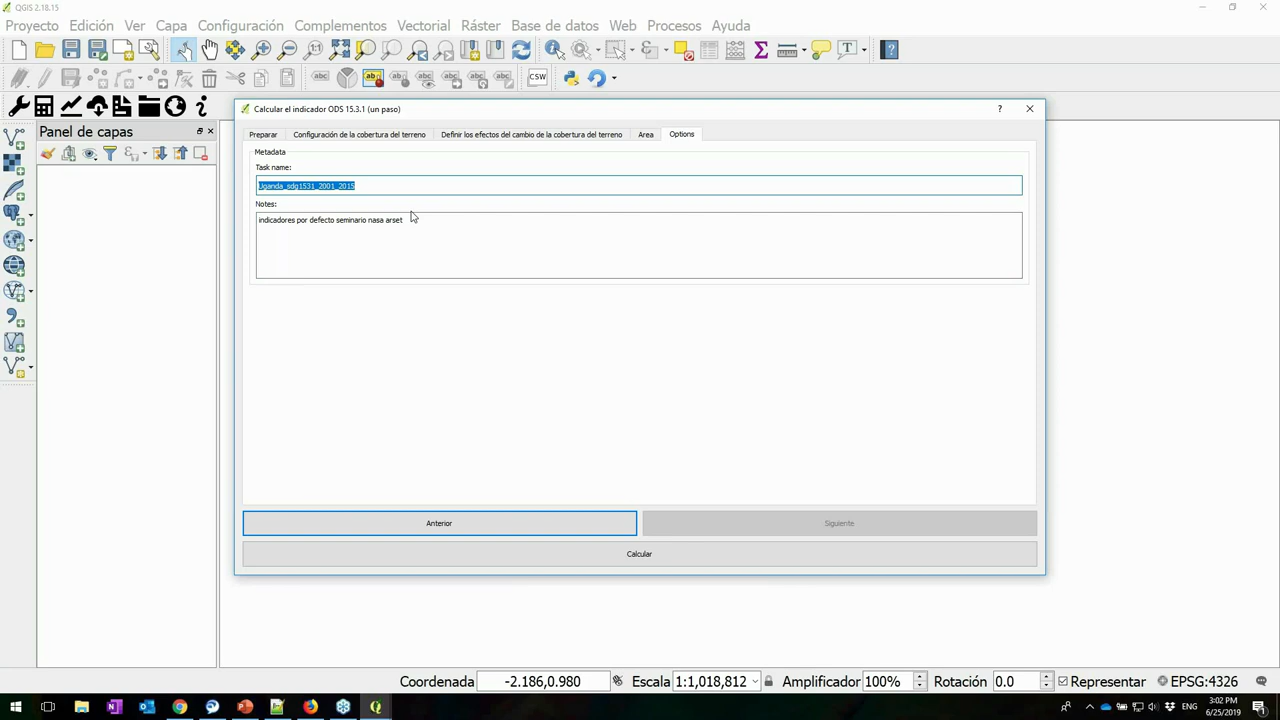 QGIS 2.18.15
Proyecto Edición Ver Capa Configuración Complementos Vectorial Ráster Base de datos Web Procesos Ayuda
Panel de capas
Calcular el indicador ODS 15.3.1 (un paso)
Preparar Configuración de la cobertura del terreno Definir los efectos del cambio de la cobertura del terreno Area Options
Metadata
Task name:
Uganda_sdg1531_2001_2015
Notes:
indicadores por defecto seminario nasa arset
Anterior Siguiente
Calcular
Coordenada -2.186,0.980 Escala 1:1,018,812 Amplificador 100% Rotación 0.0 Representar EPSG:4326
3:02 PM
6/25/2019